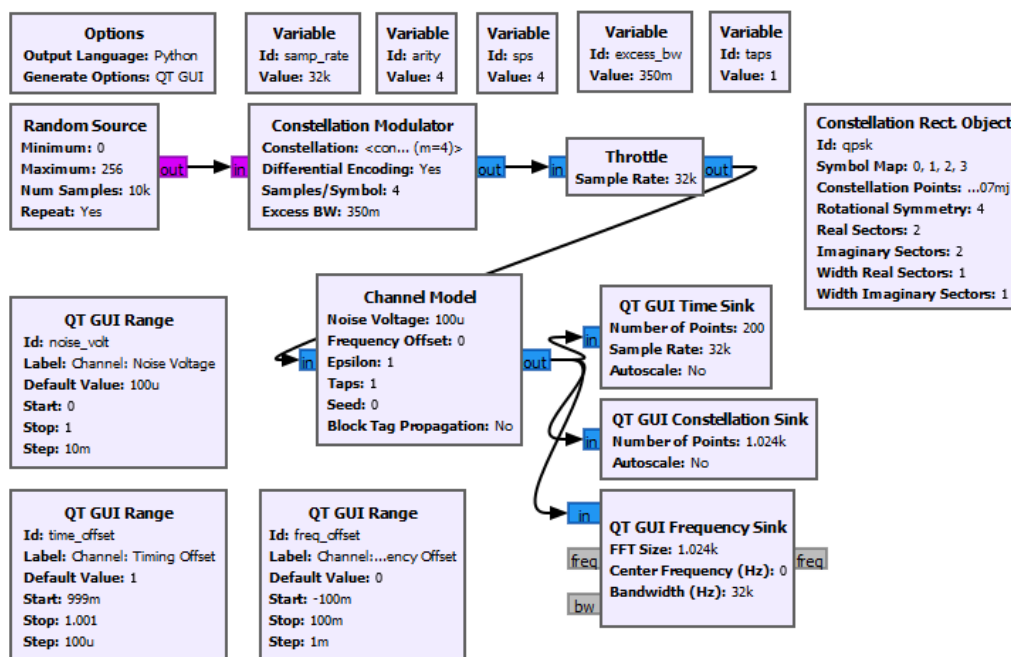 Options
Output Language: Python
Generate Options: QT GUI
Variable
Id: samp_rate
Value: 32k
Variable
Id: arity
Value: 4
Variable
Id: sps
Value: 4
Variable
Id: excess_bw
Value: 350m
Variable
Id: taps
Value: 1
Random Source
Minimum: 0
Maximum: 256
Num Samples: 10k
Repeat: Yes
out
in
Constellation Modulator
Constellation: <con... (m=4)>
Differential Encoding: Yes
Samples/Symbol: 4
Excess BW: 350m
out
in
Throttle
Sample Rate: 32k
out
Constellation Rect. Object
Id: qpsk
Symbol Map: 0, 1, 2, 3
Constellation Points: ...07mj
Rotational Symmetry: 4
Real Sectors: 2
Imaginary Sectors: 2
Width Real Sectors: 1
Width Imaginary Sectors: 1
QT GUI Range
Id: noise_volt
Label: Channel: Noise Voltage
Default Value: 100u
Start: 0
Stop: 1
Step: 10m
in
Channel Model
Noise Voltage: 100u
Frequency Offset: 0
Epsilon: 1
Taps: 1
Seed: 0
Block Tag Propagation: No
out
in
QT GUI Time Sink
Number of Points: 200
Sample Rate: 32k
Autoscale: No
in
QT GUI Constellation Sink
Number of Points: 1.024k
Autoscale: No
QT GUI Range
Id: time_offset
Label: Channel: Timing Offset
Default Value: 1
Start: 999m
Stop: 1.001
Step: 100u
QT GUI Range
Id: freq_offset
Label: Channel:...ency Offset
Default Value: 0
Start: -100m
Stop: 100m
Step: 1m
in
freq
bw
QT GUI Frequency Sink
FFT Size: 1.024k
Center Frequency (Hz): 0
Bandwidth (Hz): 32k
freq